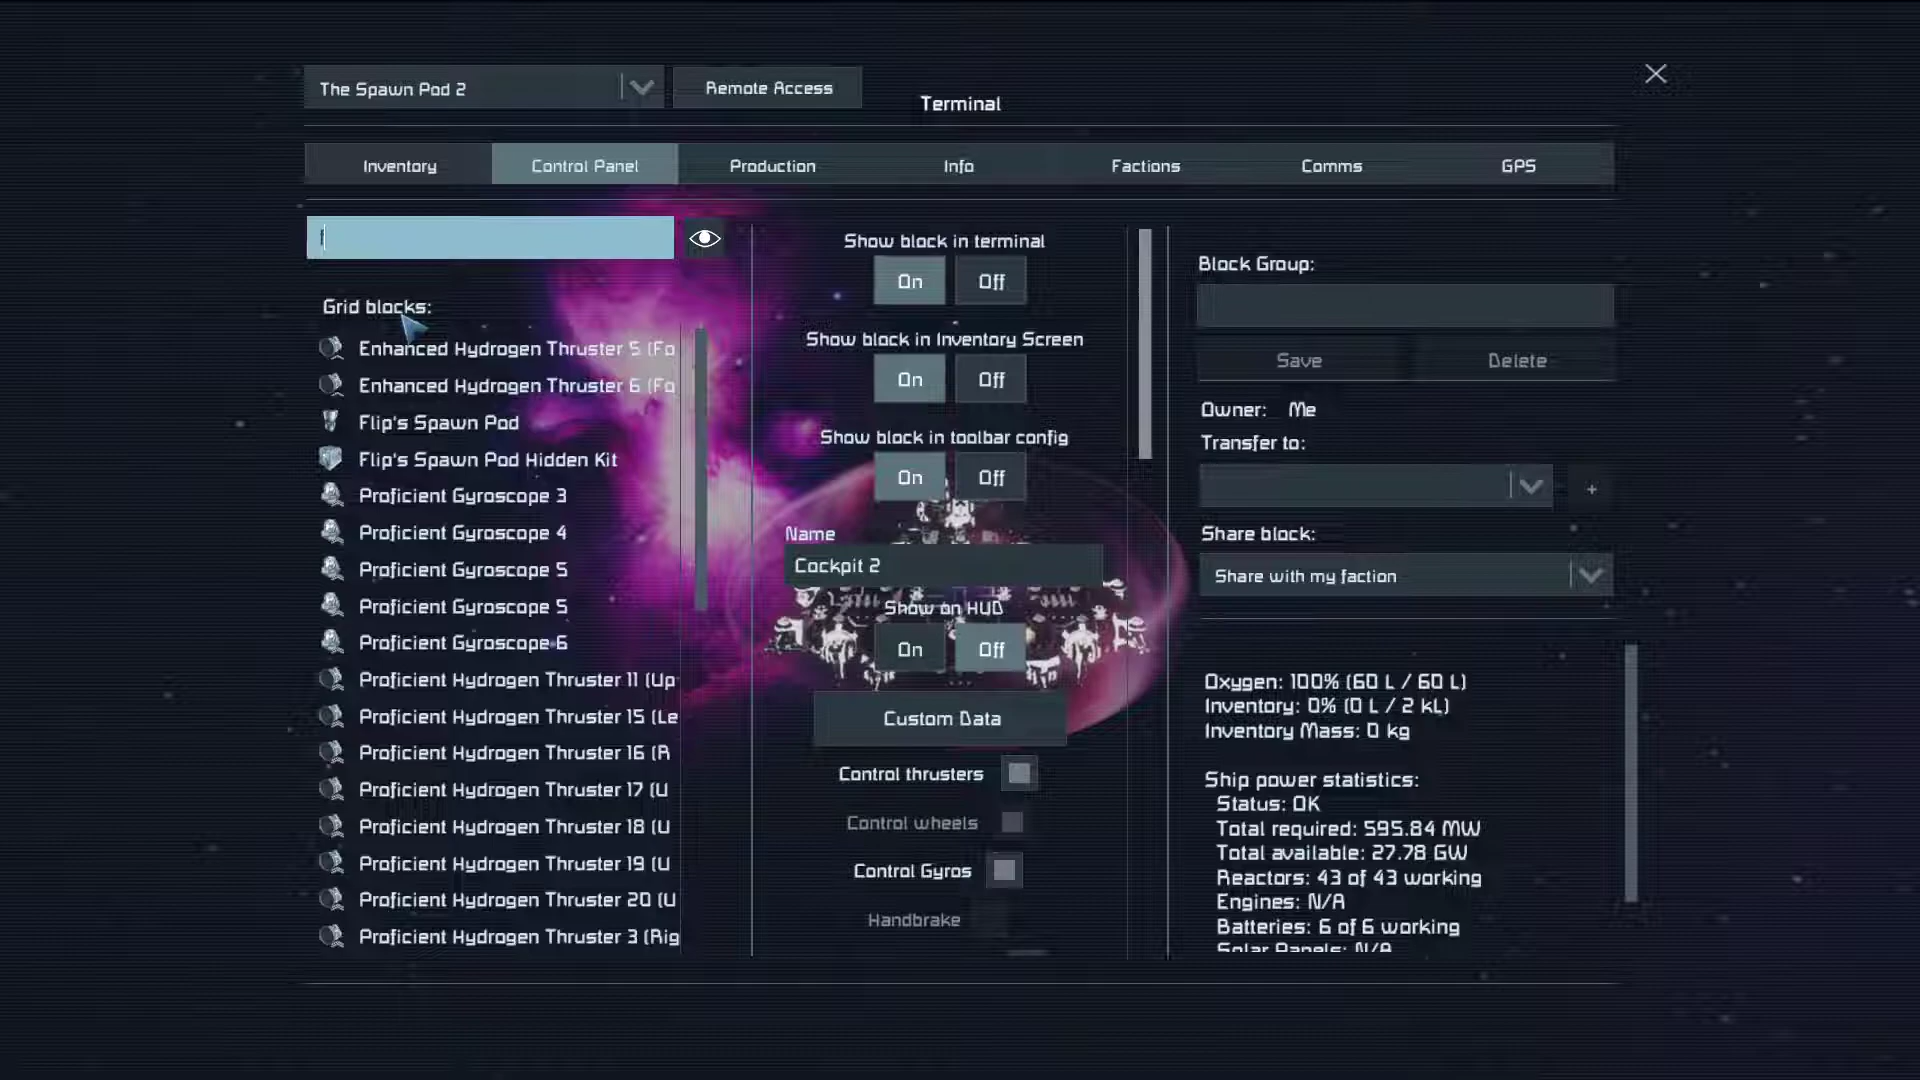 The Spawn Pod 2
Remote Access
Terminal
Inventory
Control Panel
Production
Info
Factions
Comms
GPS
f
Grid blocks:
Enhanced Hydrogen Thruster 5 (Fo
Enhanced Hydrogen Thruster 6 (Fo
Flip's Spawn Pod
Flip's Spawn Pod Hidden Kit
Proficient Gyroscope 3
Proficient Gyroscope 4
Proficient Gyroscope 5
Proficient Gyroscope 5
Proficient Gyroscope 6
Proficient Hydrogen Thruster 11 (Up
Proficient Hydrogen Thruster 15 (Le
Proficient Hydrogen Thruster 16 (R
Proficient Hydrogen Thruster 17 (U
Proficient Hydrogen Thruster 18 (U
Proficient Hydrogen Thruster 19 (U
Proficient Hydrogen Thruster 20 (U
Proficient Hydrogen Thruster 3 (Rig
Show block in terminal
On Off
Show block in Inventory Screen
On Off
Show block in toolbar config
On Off
Name
Cockpit 2
Show on HUD
On Off
Custom Data
Control thrusters
Control wheels
Control Gyros
Handbrake
Block Group:
Save Delete
Owner: Me
Transfer to:
+
Share block:
Share with my faction
Oxygen: 100% (60 L / 60 L)
Inventory: 0% (0 L / 2 kL)
Inventory Mass: 0 kg
Ship power statistics:
Status: OK
Total required: 595.84 MW
Total available: 27.78 GW
Reactors: 43 of 43 working
Engines: N/A
Batteries: 6 of 6 working
Solar Panels: N/A